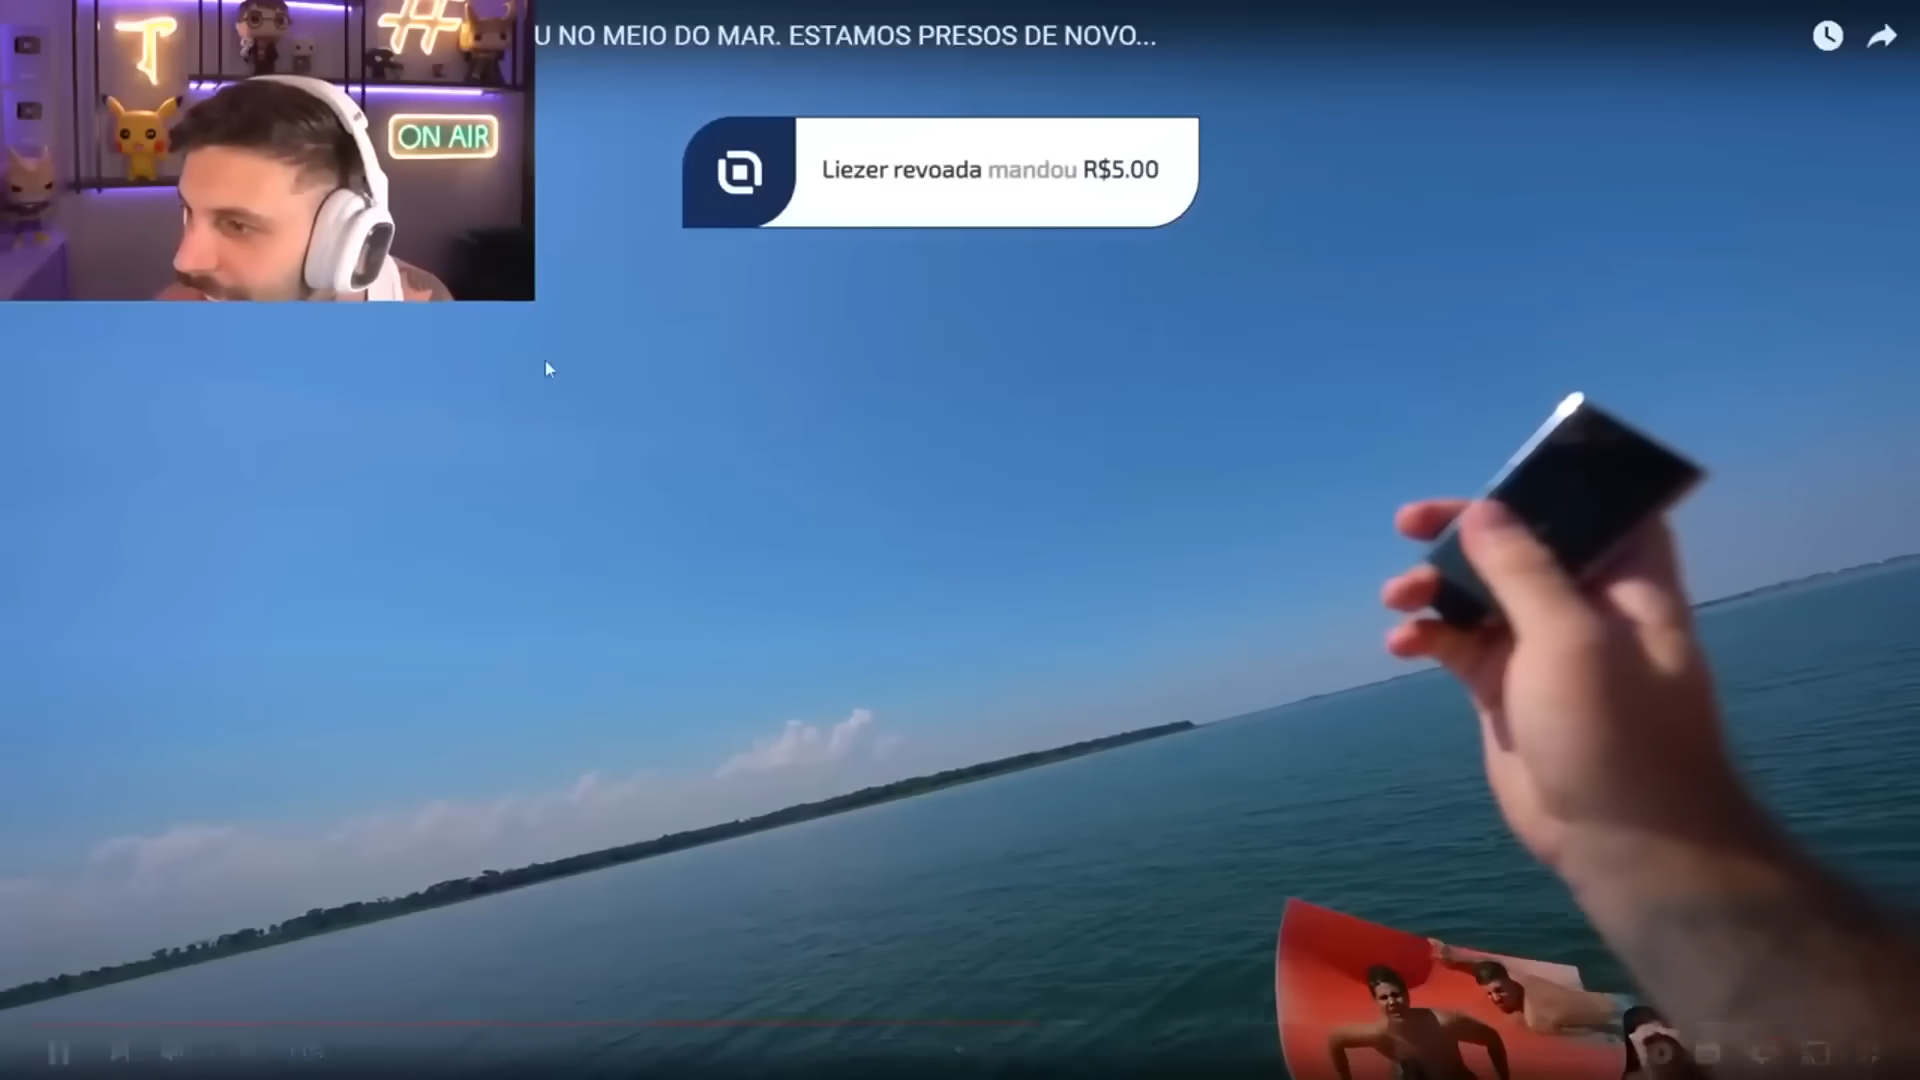 U NO MEIO DO MAR. ESTAMOS PRESOS DE NOVO...
ON AIR
Liezer revoada mandou R$5.00